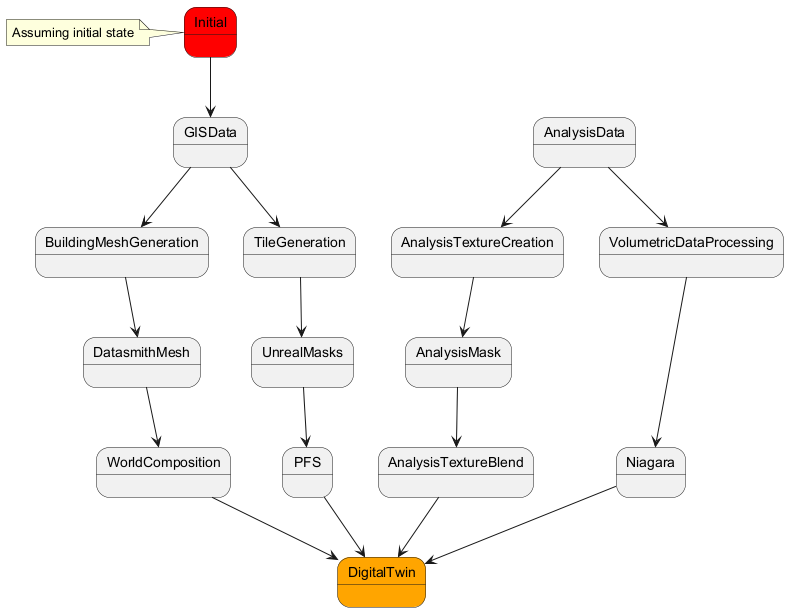 Initial
Assuming initial state
GISData
AnalysisData
BuildingMeshGeneration
TileGeneration
AnalysisTextureCreation
VolumetricDataProcessing
DatasmithMesh
UnrealMasks
AnalysisMask
WorldComposition
PFS
AnalysisTextureBlend
Niagara
DigitalTwin